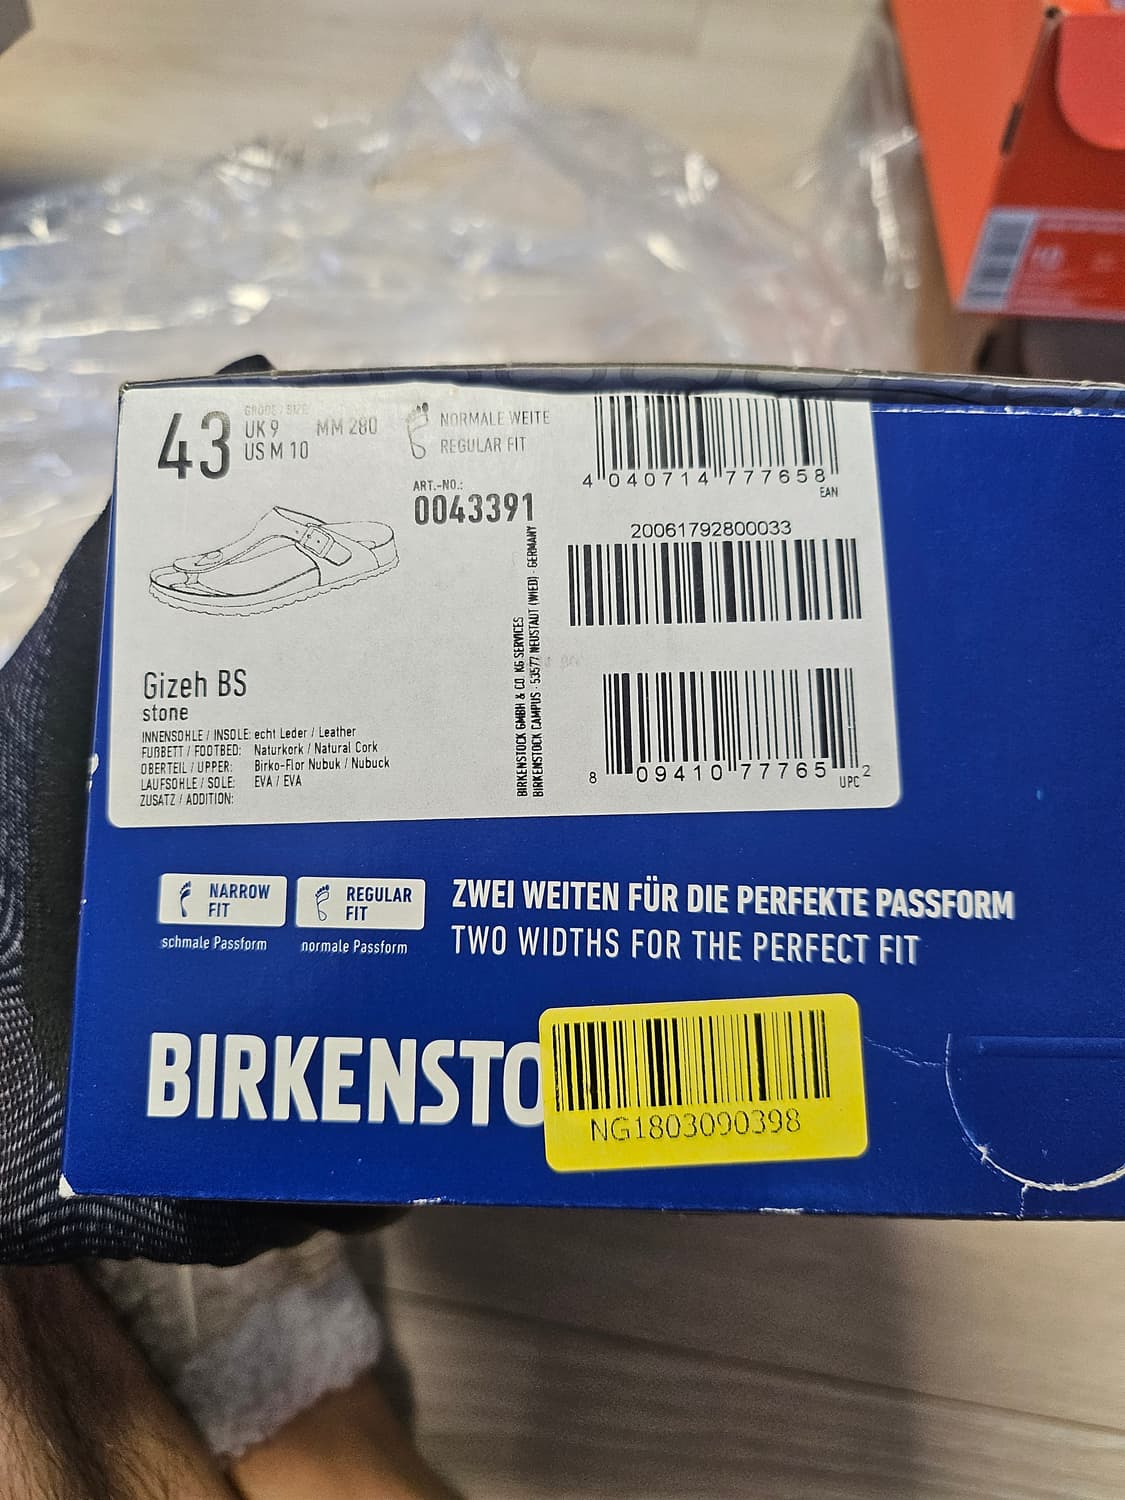 43
GRÖßE / SIZE
UK 9 MM 280
US M 10
NORMALE WEITE
REGULAR FIT
ART.-NO.:
0043391
4 040714 777658
EAN
20061792800033
BIRKENSTOCK GMBH & CO. KG SERVICES
BIRKENSTOCK CAMPUS · 53577 NEUSTADT (WIED) · GERMANY
8 09410 77765 2
UPC
Gizeh BS
stone
INNENSOHLE / INSOLE: echt Leder / Leather
FUßBETT / FOOTBED: Naturkork / Natural Cork
OBERTEIL / UPPER: Birko-Flor Nubuk / Nubuck
LAUFSOHLE / SOLE: EVA / EVA
ZUSATZ / ADDITION:
NARROW FIT
schmale Passform
REGULAR FIT
normale Passform
ZWEI WEITEN FÜR DIE PERFEKTE PASSFORM
TWO WIDTHS FOR THE PERFECT FIT
BIRKENSTO
NG1803090398